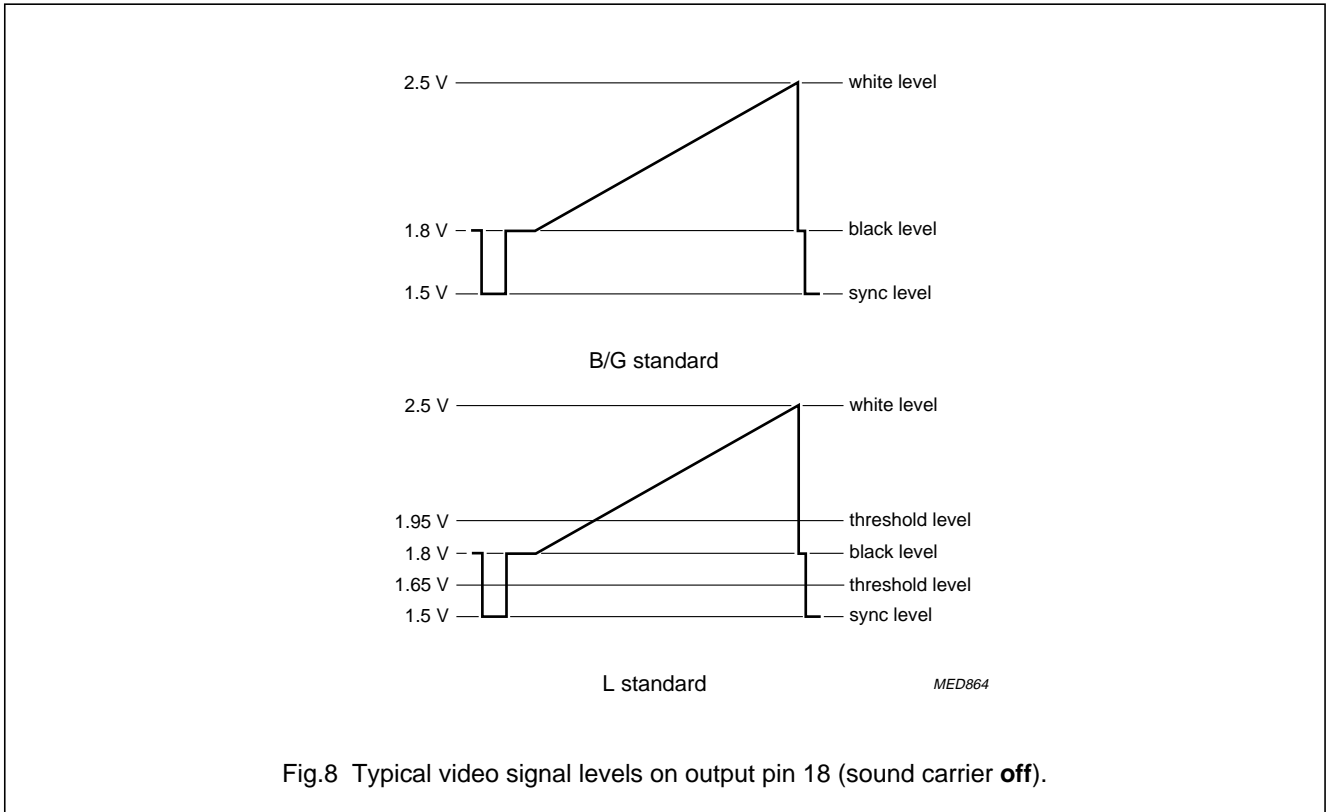 2.5 V white level
1.8 V black level
1.5 V sync level
B/G standard
2.5 V white level
1.95 V threshold level
1.8 V black level
1.65 V threshold level
1.5 V sync level
L standard
MED864
Fig.8 Typical video signal levels on output pin 18 (sound carrier off).